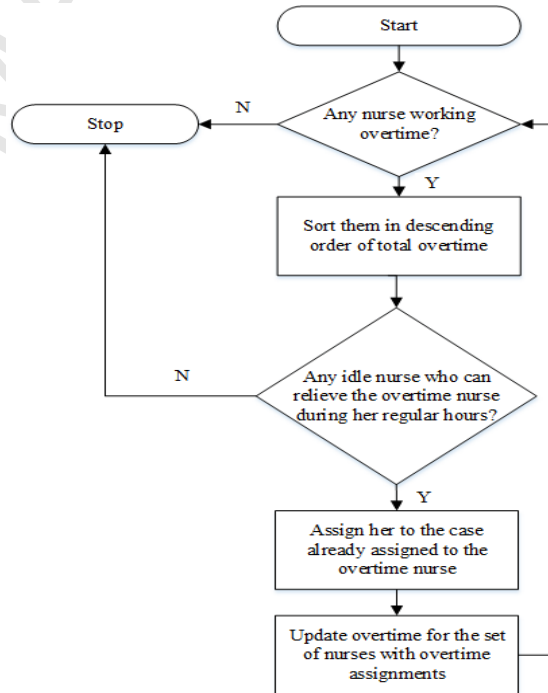 Start
Any nurse working
overtime?
N
Stop
Y
Sort them in descending
order of total overtime
Any idle nurse who can
relieve the overtime nurse
during her regular hours?
N
Y
Assign her to the case
already assigned to the
overtime nurse
Update overtime for the set
of nurses with overtime
assignments